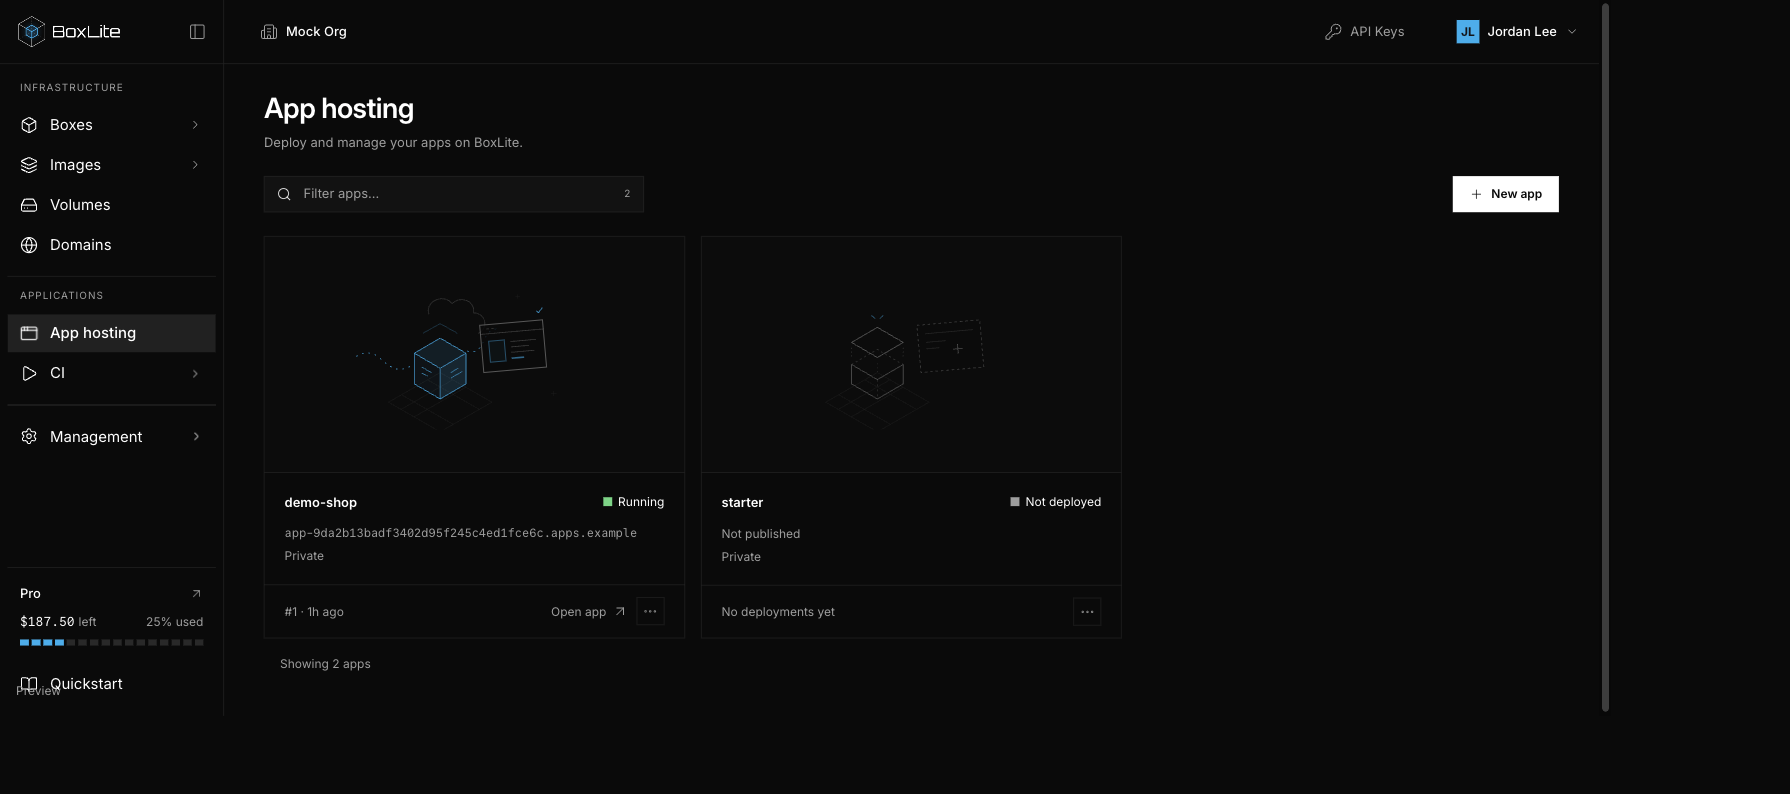 BoxLite
Mock Org
API Keys
JL
Jordan Lee
INFRASTRUCTURE
Boxes
Images
Volumes
Domains
APPLICATIONS
App hosting
CI
Management
Pro
$187.50 left
25% used
Quickstart
Preview
App hosting
Deploy and manage your apps on BoxLite.
Filter apps...
2
New app
demo-shop
Running
app-9da2b13badf3402d95f245c4ed1fce6c.apps.example
Private
#1 · 1h ago
Open app
starter
Not deployed
Not published
Private
No deployments yet
Showing 2 apps